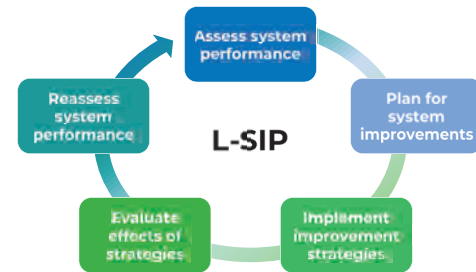 Assess system
performance
Plan for
system
improvements
Implement
improvement
strategies
Evaluate
effects of
strategies
Reassess
system
performance
L-SIP